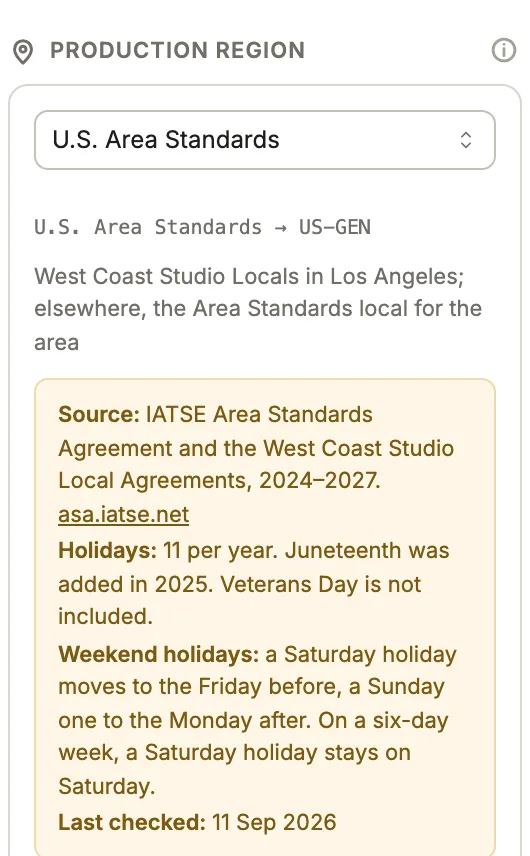 PRODUCTION REGION
U.S. Area Standards
U.S. Area Standards → US-GEN
West Coast Studio Locals in Los Angeles;
elsewhere, the Area Standards local for the
area
Source: IATSE Area Standards
Agreement and the West Coast Studio
Local Agreements, 2024–2027.
asa.iatse.net
Holidays: 11 per year. Juneteenth was
added in 2025. Veterans Day is not
included.
Weekend holidays: a Saturday holiday
moves to the Friday before, a Sunday
one to the Monday after. On a six-day
week, a Saturday holiday stays on
Saturday.
Last checked: 11 Sep 2026